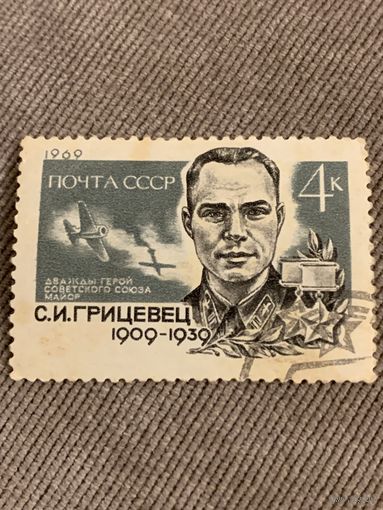 1969
ПОЧТА СССР
4к
ДВАЖДЫ ГЕРОЙ
СОВЕТСКОГО СОЮЗА
МАЙОР
С.И.ГРИЦЕВЕЦ
1909-1939